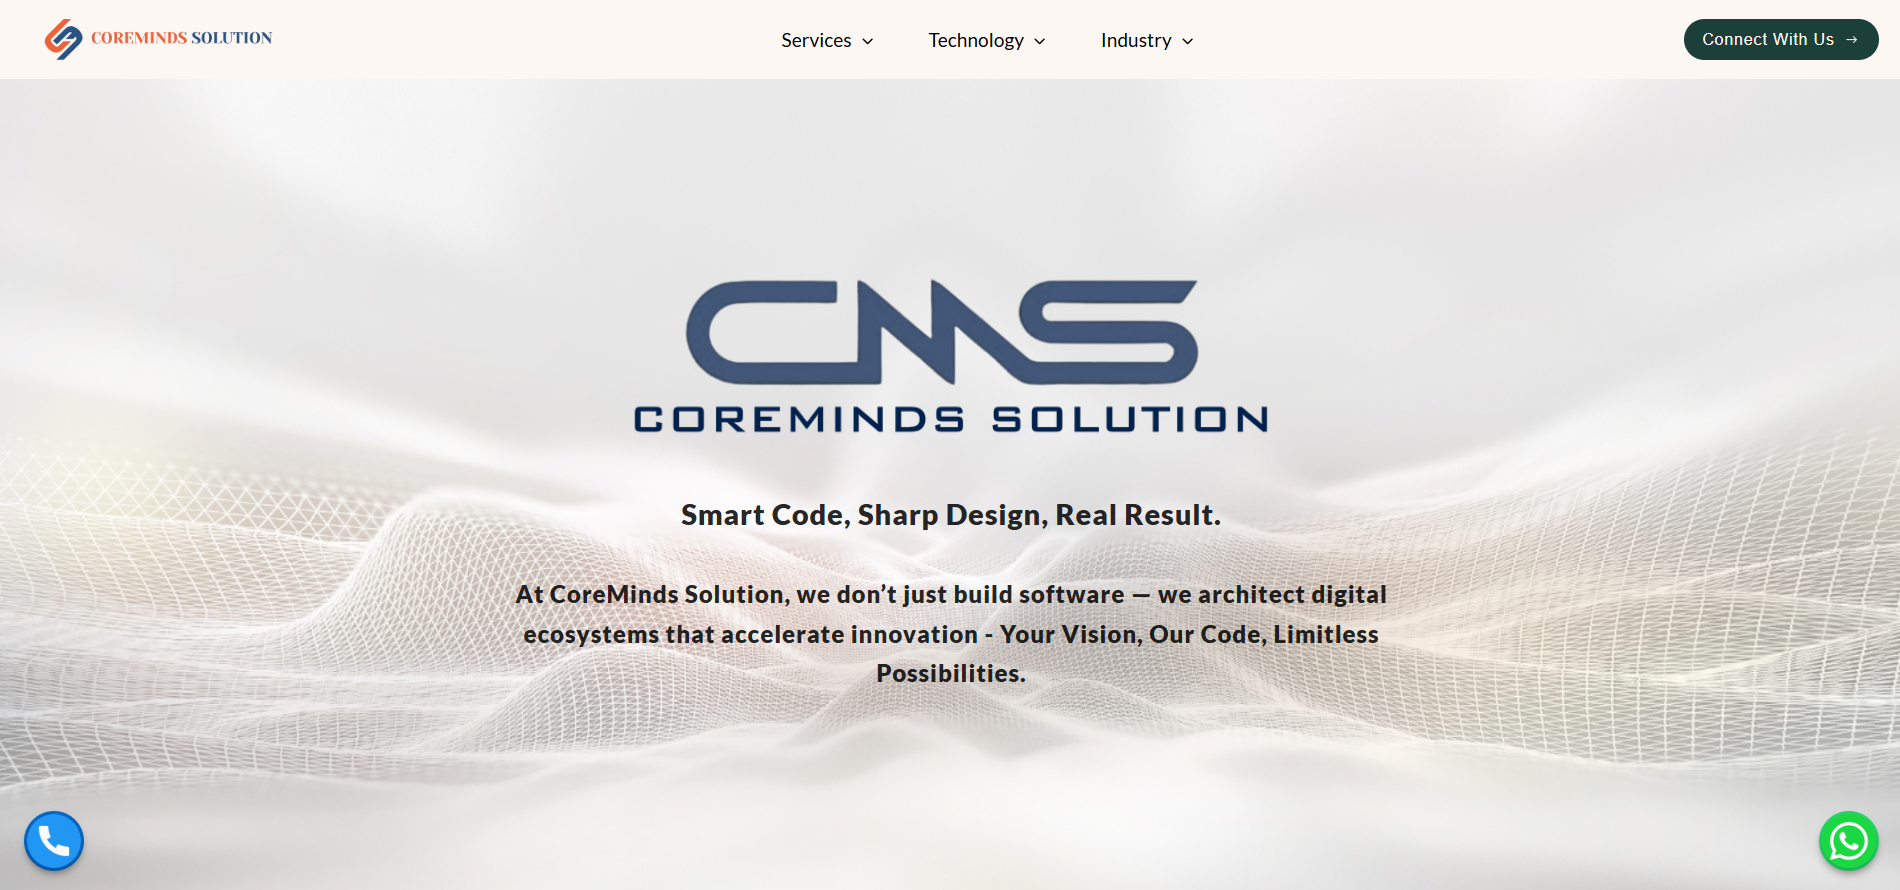 COREMINDS SOLUTION
Services
Technology
Industry
Connect With Us
CMS
COREMINDS SOLUTION
Smart Code, Sharp Design, Real Result.
At CoreMinds Solution, we don’t just build software — we architect digital
ecosystems that accelerate innovation - Your Vision, Our Code, Limitless
Possibilities.